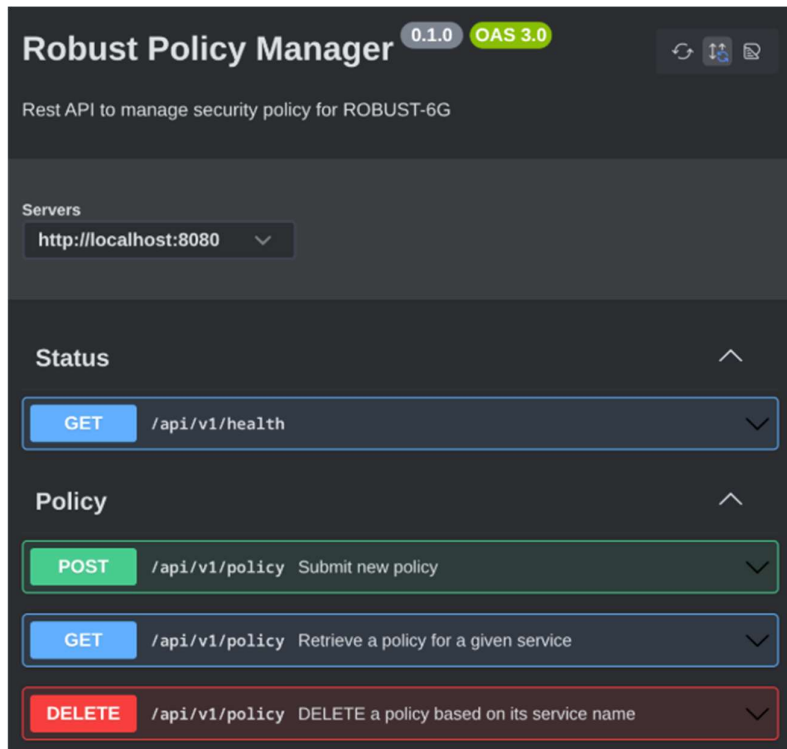 Robust Policy Manager 0.1.0 OAS 3.0
Rest API to manage security policy for ROBUST-6G
Servers
http://localhost:8080
Status
GET /api/v1/health
Policy
POST /api/v1/policy Submit new policy
GET /api/v1/policy Retrieve a policy for a given service
DELETE /api/v1/policy DELETE a policy based on its service name